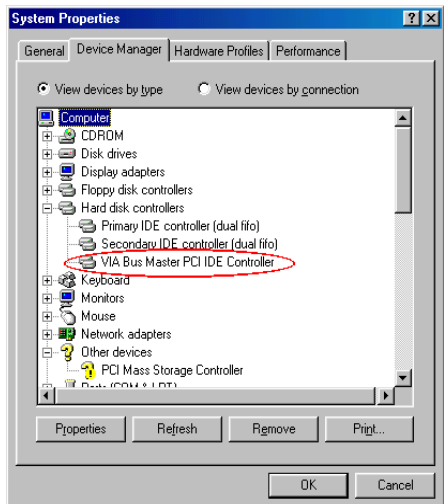 System Properties
General Device Manager Hardware Profiles Performance
View devices by type View devices by connection
Computer
CDROM
Disk drives
Display adapters
Floppy disk controllers
Hard disk controllers
Primary IDE controller (dual fifo)
Secondary IDE controller (dual fifo)
VIA Bus Master PCI IDE Controller
Keyboard
Monitors
Mouse
Network adapters
Other devices
PCI Mass Storage Controller
Ports (COM & LPT)
Properties Refresh Remove Print...
OK Cancel